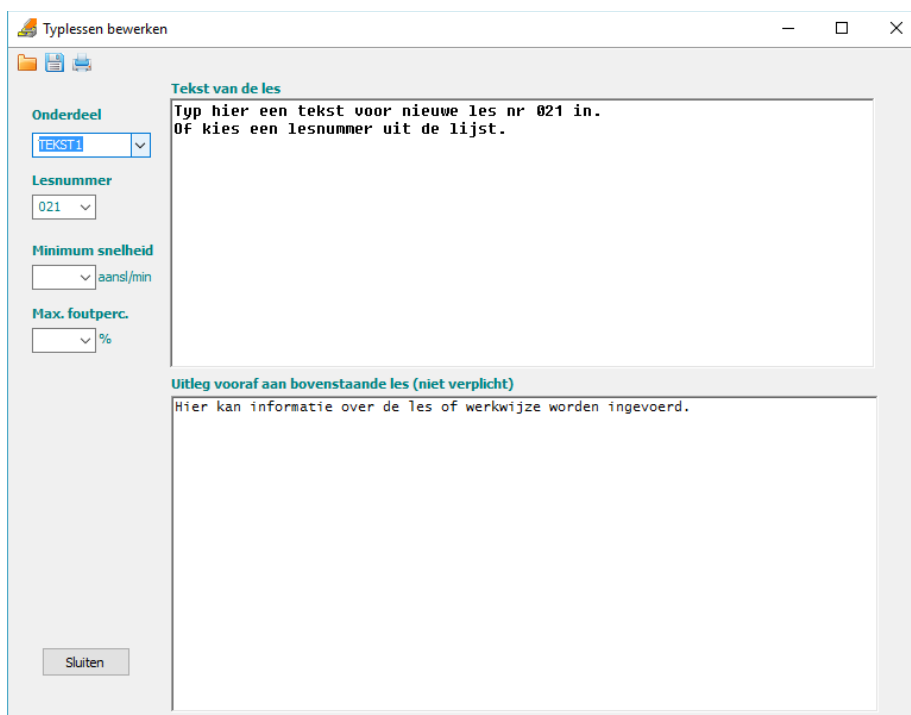 Typlessen bewerken
Tekst van de les
Onderdeel
TEKST1
Lesnummer
021
Minimum snelheid
aansl/min
Max. foutperc.
%
Typ hier een tekst voor nieuwe les nr 021 in.
Of kies een lesnummer uit de lijst.
Uitleg vooraf aan bovenstaande les (niet verplicht)
Hier kan informatie over de les of werkwijze worden ingevoerd.
Sluiten